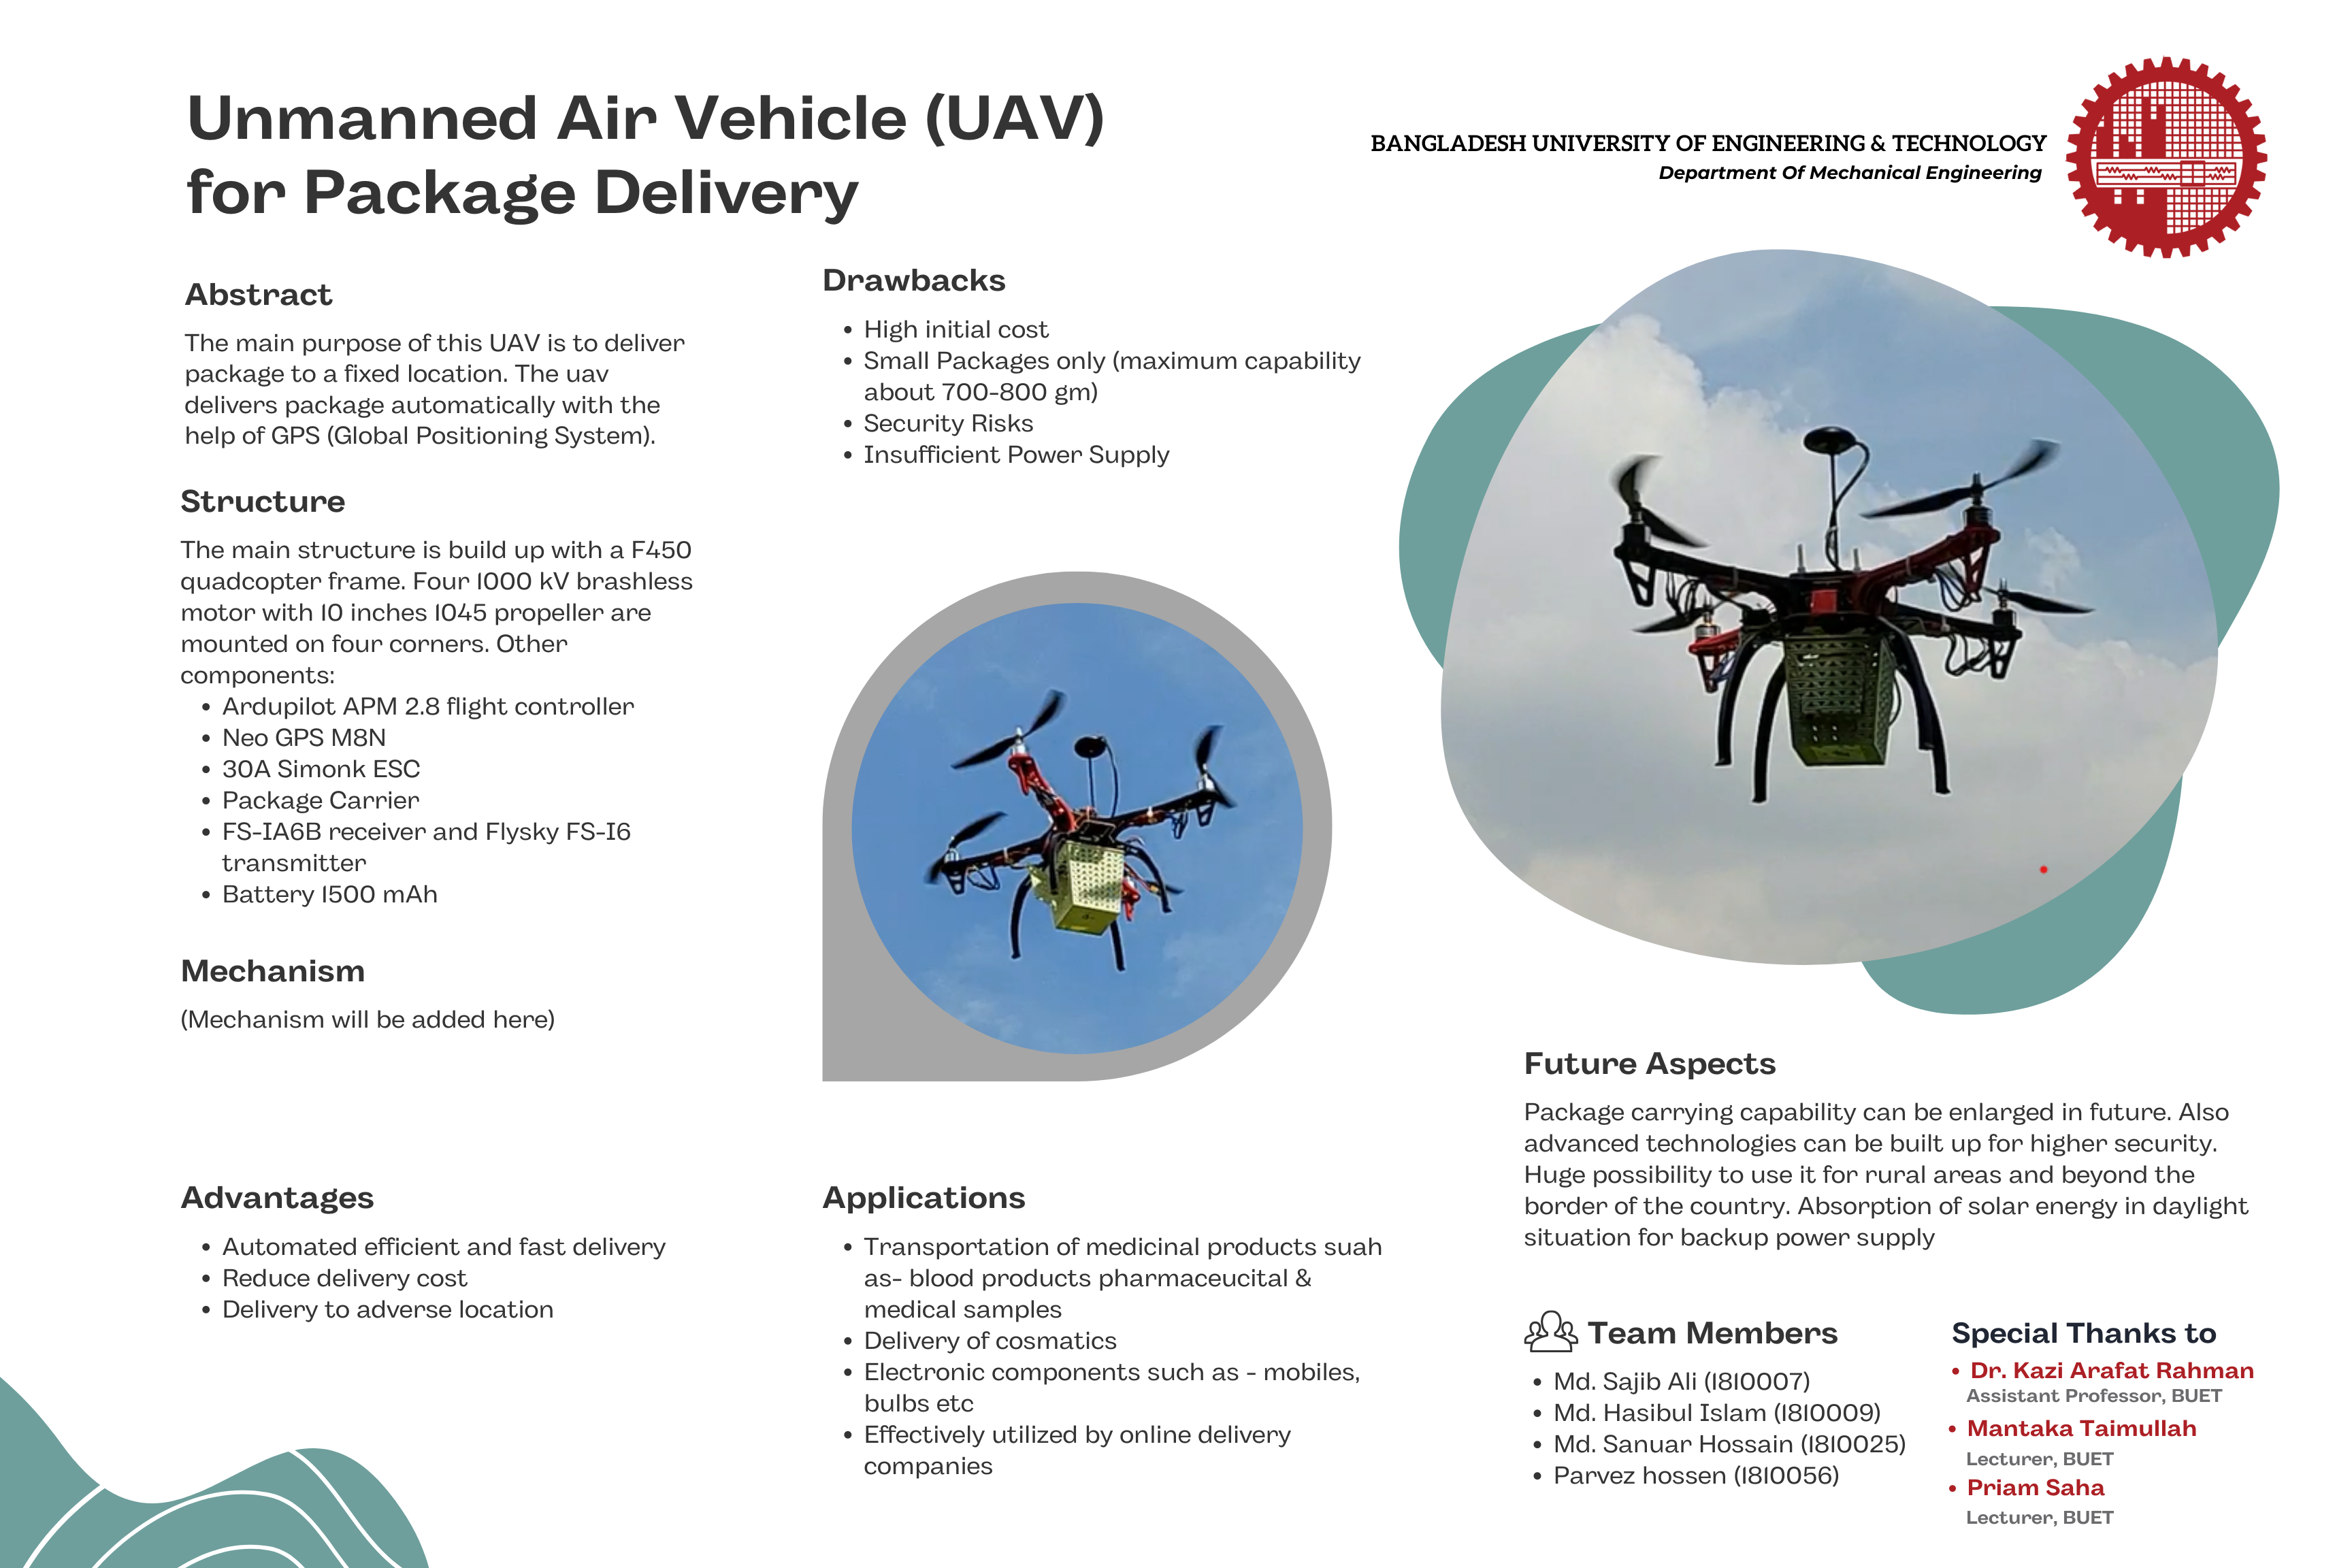 Unmanned Air Vehicle (UAV)
for Package Delivery
BANGLADESH UNIVERSITY OF ENGINEERING & TECHNOLOGY
Department Of Mechanical Engineering
Abstract
The main purpose of this UAV is to deliver
package to a fixed location. The uav
delivers package automatically with the
help of GPS (Global Positioning System).
Structure
The main structure is build up with a F450
quadcopter frame. Four 1000 kV brashless
motor with 10 inches 1045 propeller are
mounted on four corners. Other
components:
• Ardupilot APM 2.8 flight controller
• Neo GPS M8N
• 30A Simonk ESC
• Package Carrier
• FS-IA6B receiver and Flysky FS-I6
transmitter
• Battery 1500 mAh
Mechanism
(Mechanism will be added here)
Advantages
• Automated efficient and fast delivery
• Reduce delivery cost
• Delivery to adverse location
Drawbacks
• High initial cost
• Small Packages only (maximum capability
about 700-800 gm)
• Security Risks
• Insufficient Power Supply
Applications
• Transportation of medicinal products suah
as- blood products pharmaceucital &
medical samples
• Delivery of cosmatics
• Electronic components such as - mobiles,
bulbs etc
• Effectively utilized by online delivery
companies
Future Aspects
Package carrying capability can be enlarged in future. Also
advanced technologies can be built up for higher security.
Huge possibility to use it for rural areas and beyond the
border of the country. Absorption of solar energy in daylight
situation for backup power supply
Team Members
• Md. Sajib Ali (1810007)
• Md. Hasibul Islam (1810009)
• Md. Sanuar Hossain (1810025)
• Parvez hossen (1810056)
Special Thanks to
• Dr. Kazi Arafat Rahman
Assistant Professor, BUET
• Mantaka Taimullah
Lecturer, BUET
• Priam Saha
Lecturer, BUET